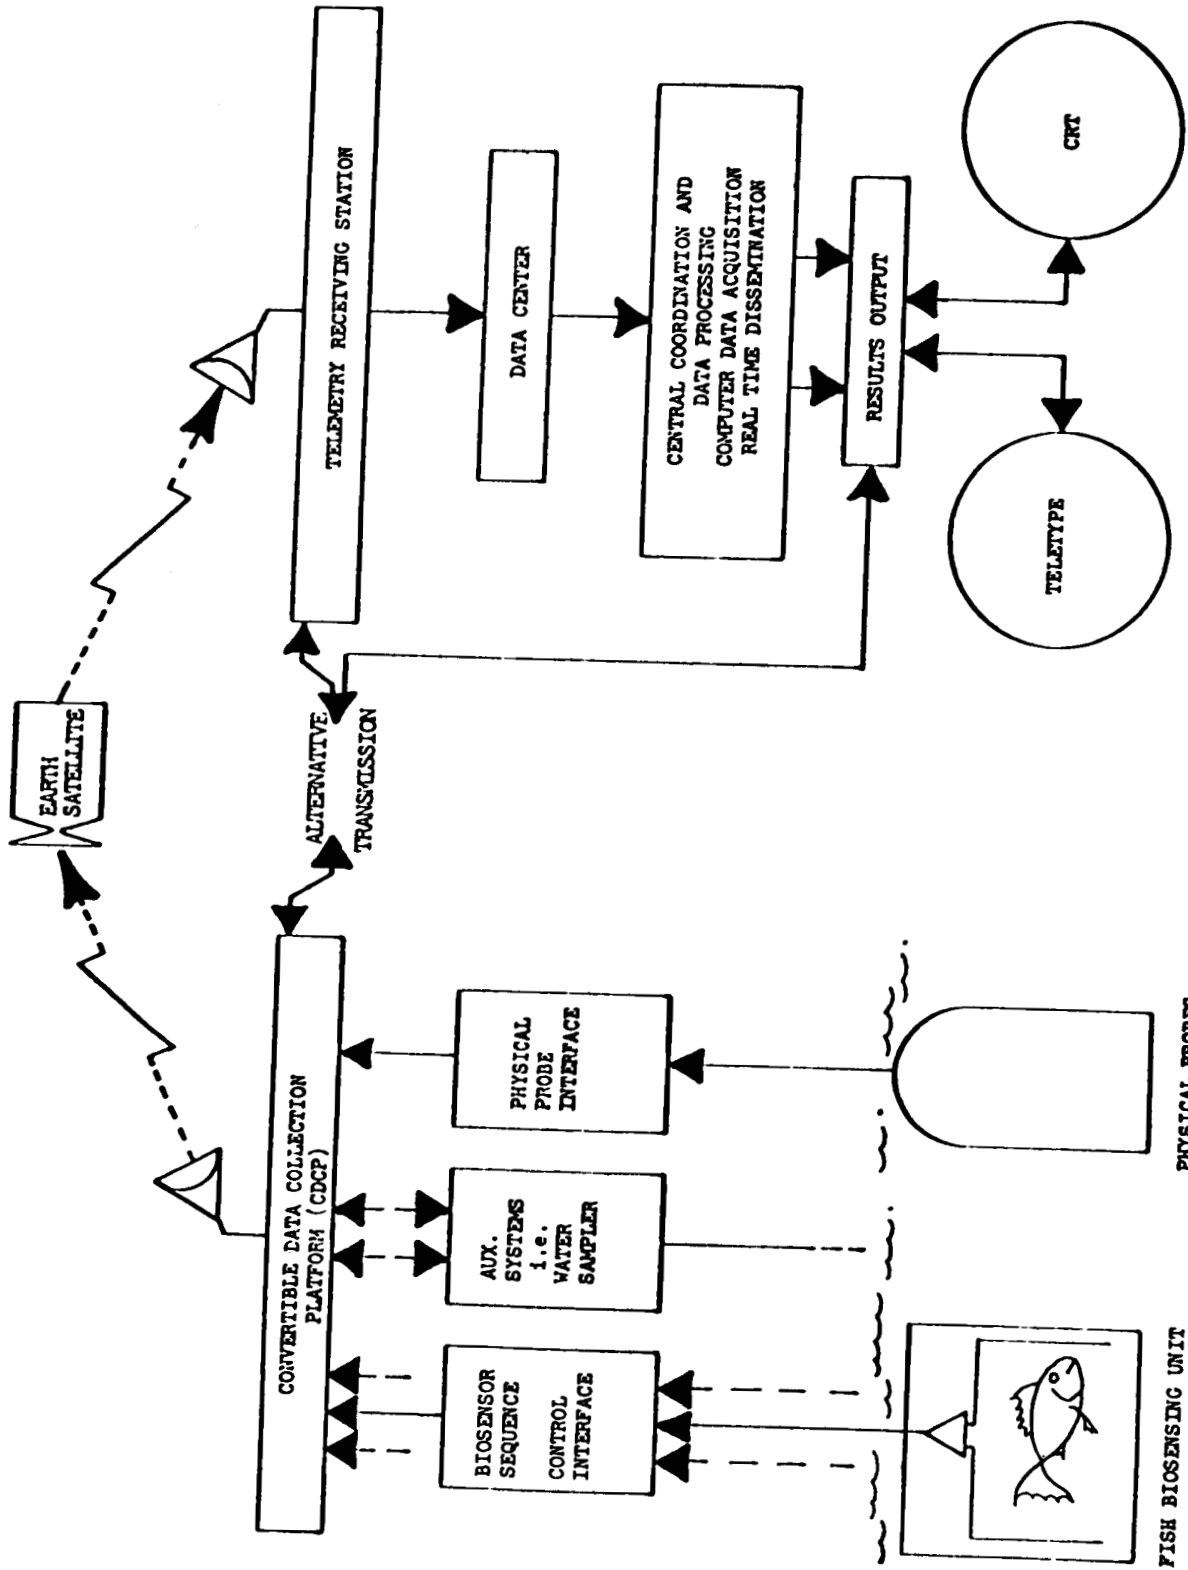 EARTH
SATELLITE
CONVERTIBLE DATA COLLECTION
PLATFORM (CDCP)
ALTERNATIVE
TRANSMISSION
TELEMETRY RECEIVING STATION
BIOSENSOR
SEQUENCE
CONTROL
INTERFACE
AUX.
SYSTEMS
i.e.
WATER
SAMPLER
PHYSICAL
PROBE
INTERFACE
DATA CENTER
CENTRAL COORDINATION AND
DATA PROCESSING
COMPUTER DATA ACQUISITION
REAL TIME DISSEMINATION
RESULTS OUTPUT
TELETYPE
CRT
FISH BIOSENSING UNIT
PHYSICAL PROBES